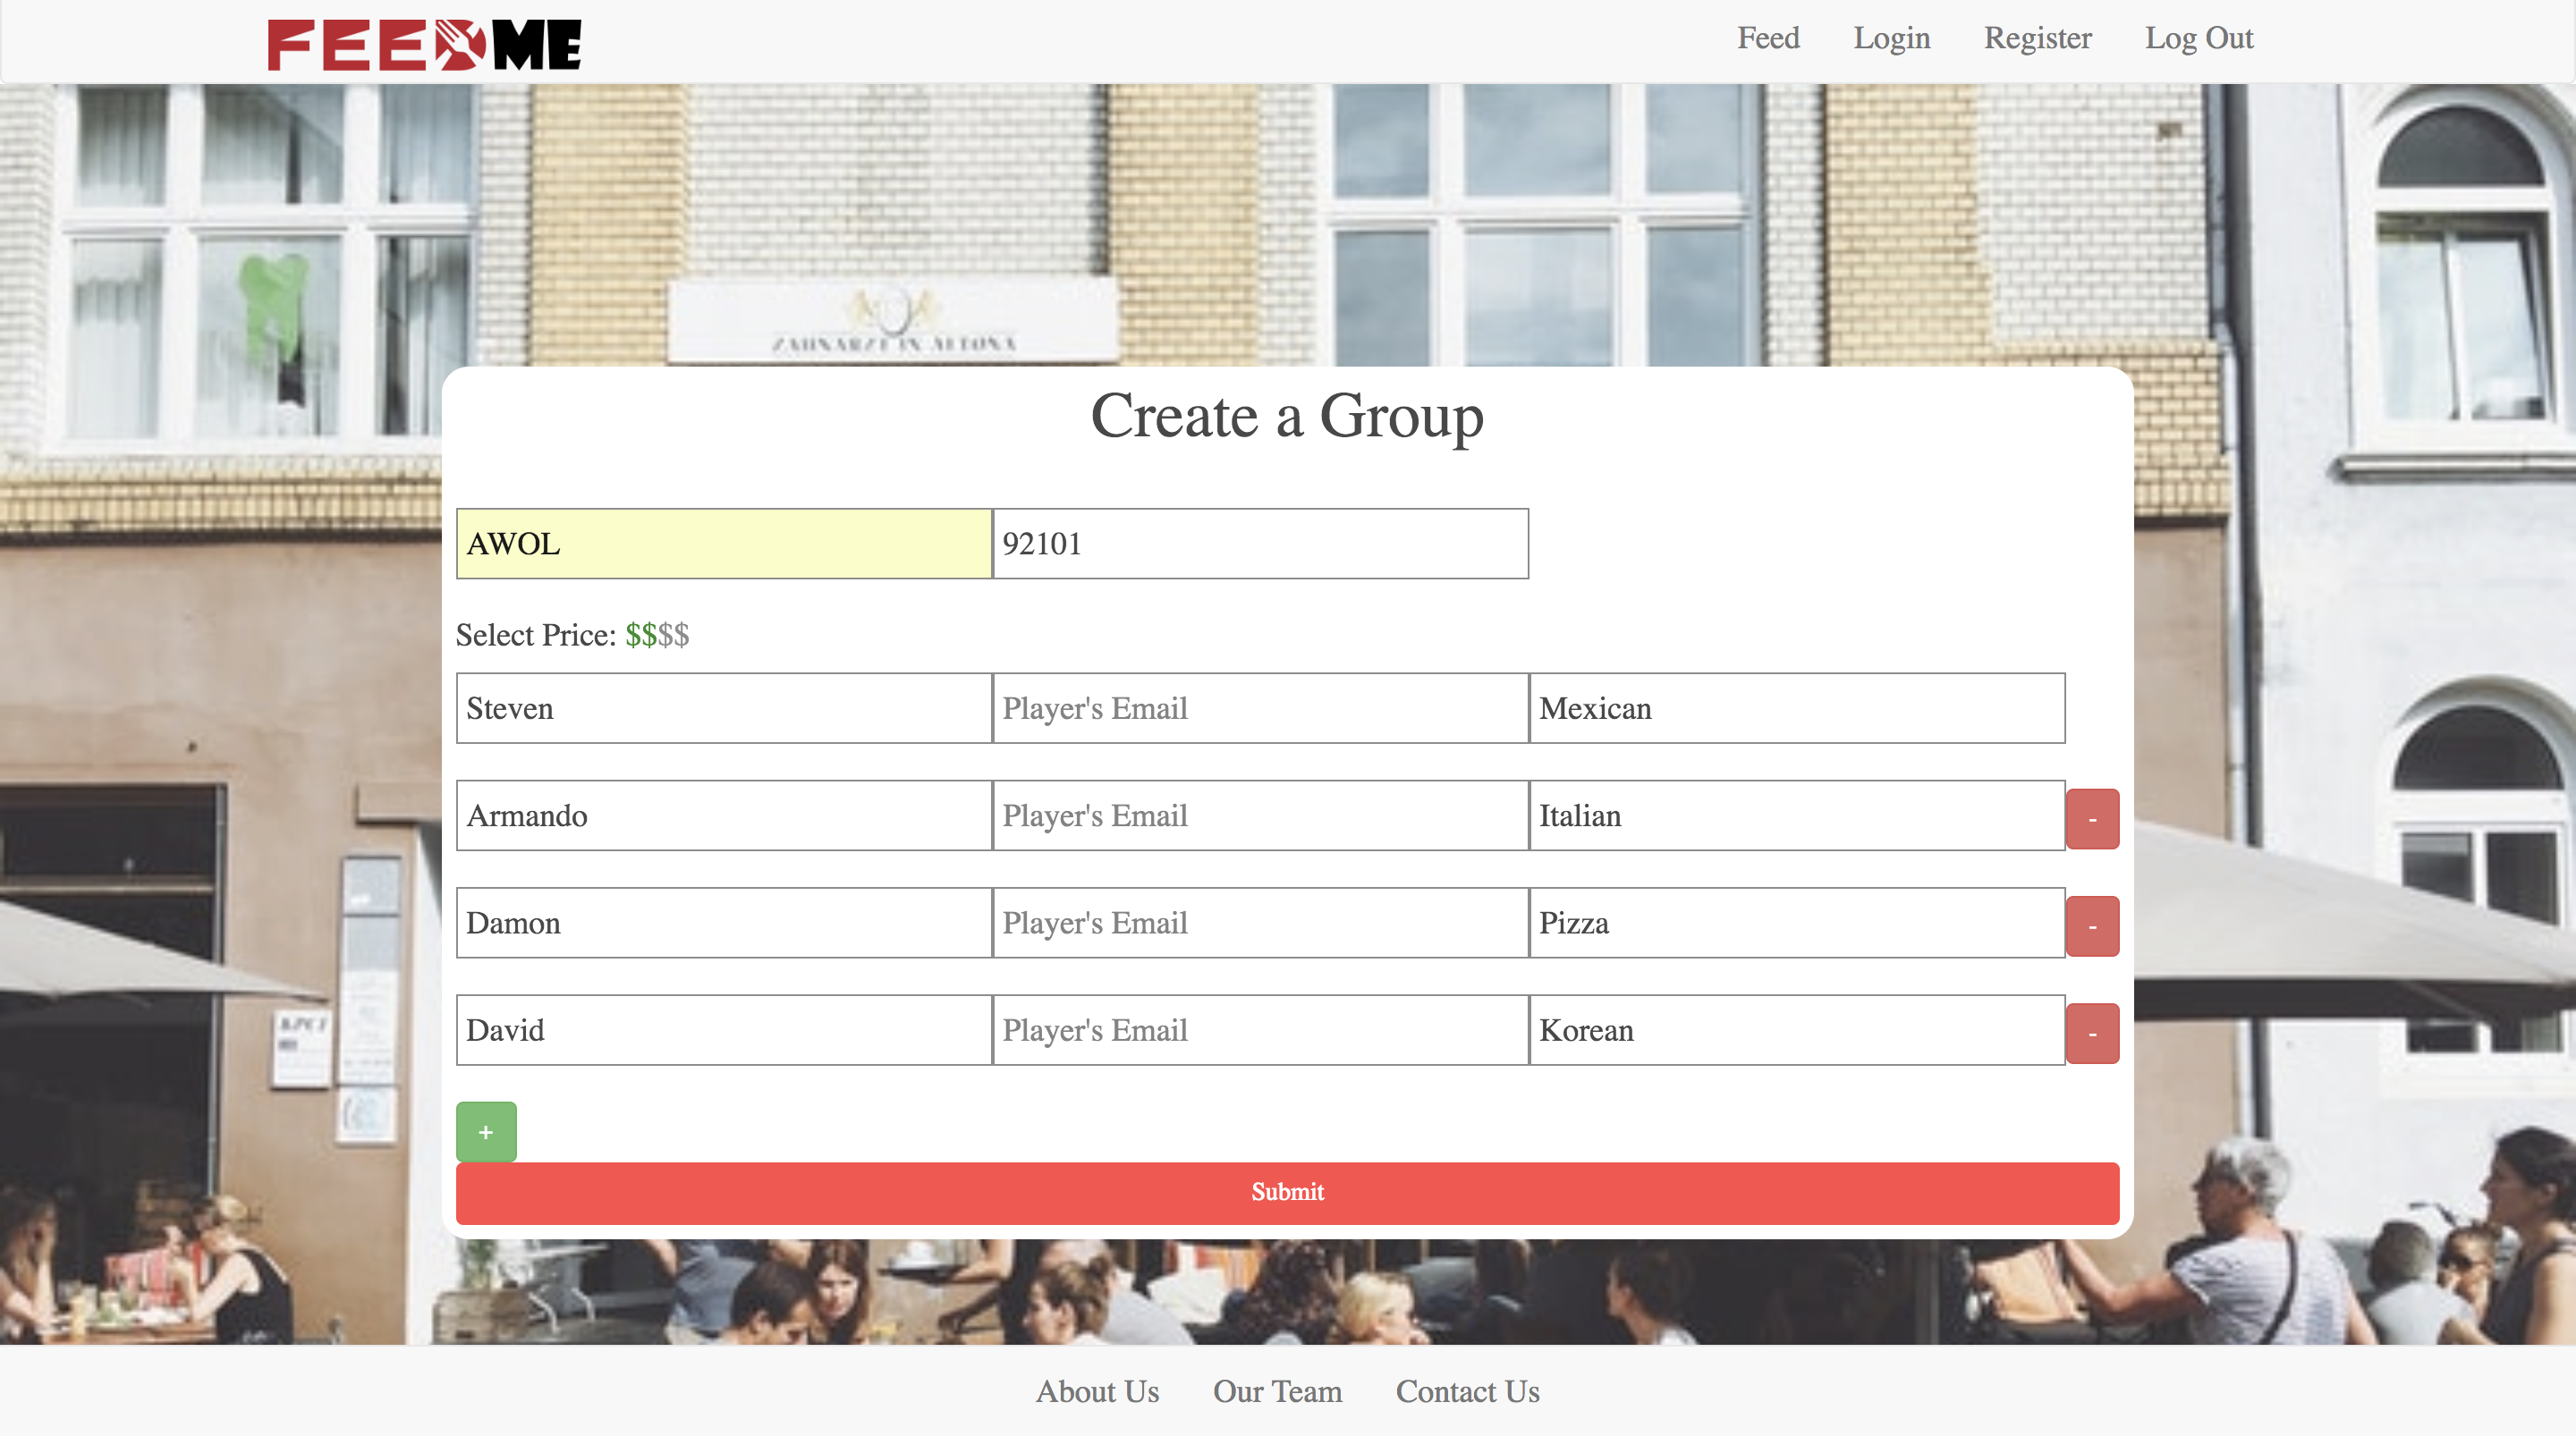 FEEDME Feed Login Register Log Out
ZAHNÄRZTE IN ALTONA
Create a Group
AWOL 92101
Select Price: $$$$
Steven Player's Email Mexican
Armando Player's Email Italian -
Damon Player's Email Pizza -
David Player's Email Korean -
+
Submit
About Us Our Team Contact Us